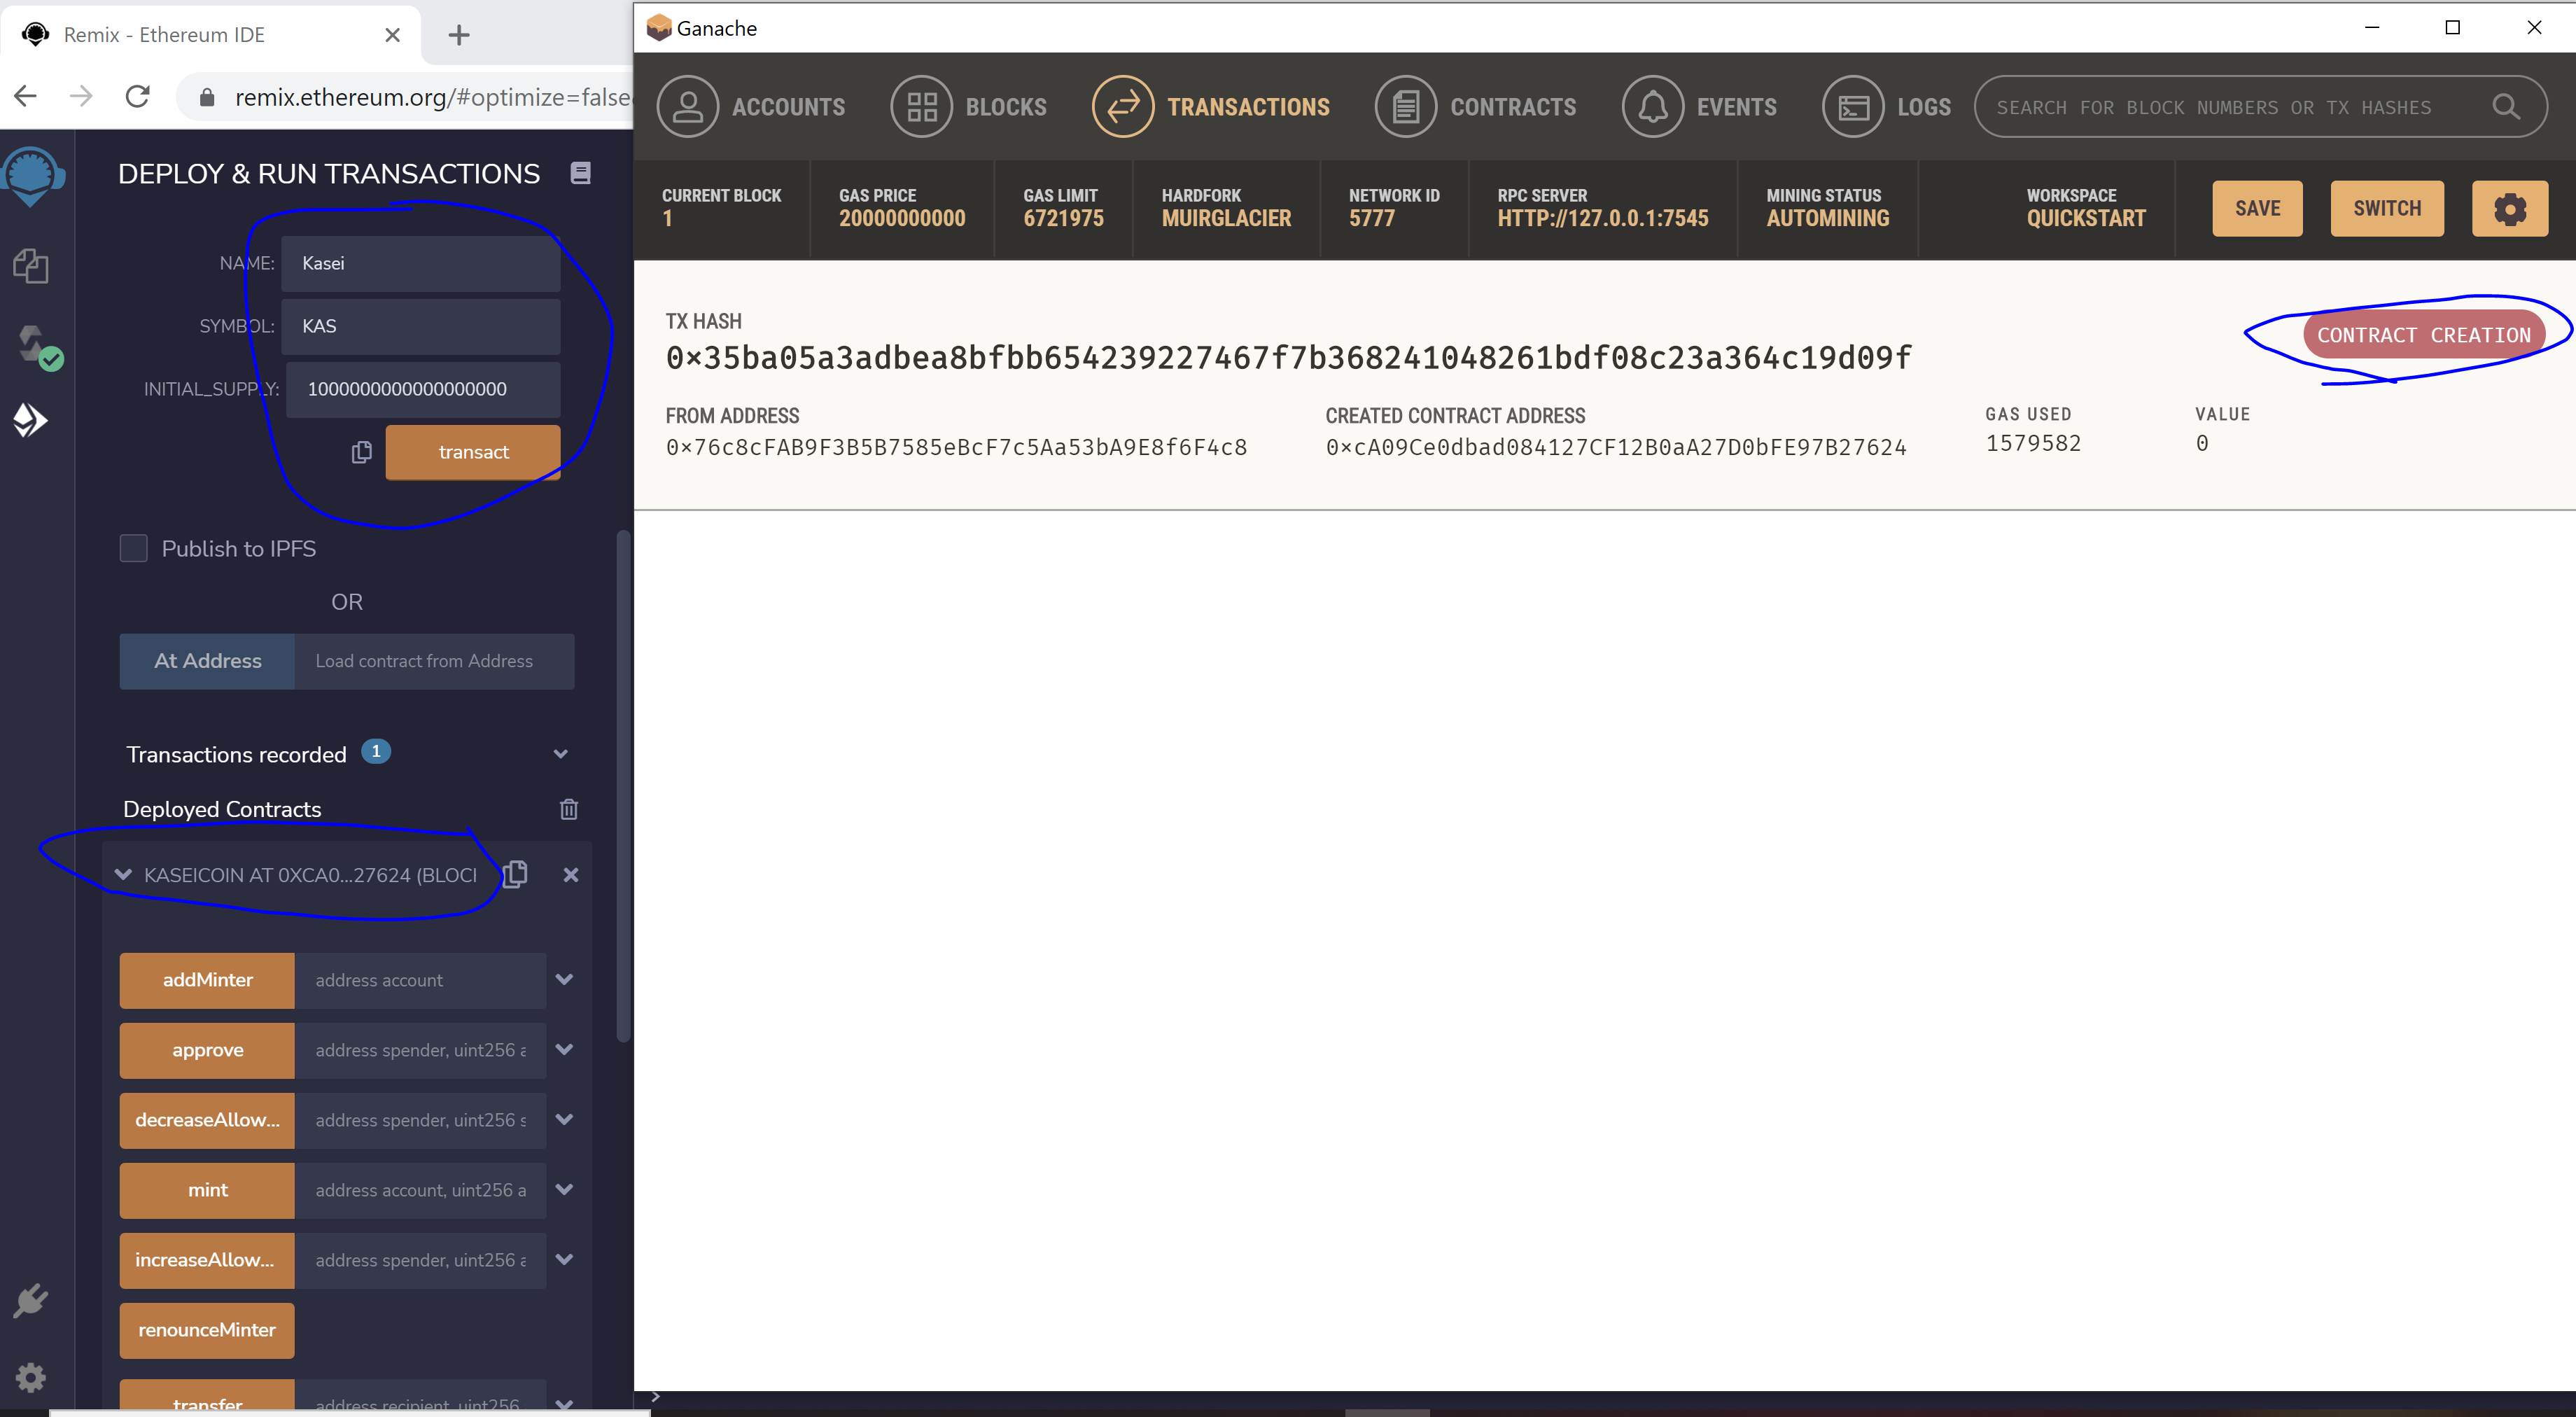 Remix - Ethereum IDE
remix.ethereum.org/#optimize=false
DEPLOY & RUN TRANSACTIONS
NAME: Kasei
SYMBOL: KAS
INITIAL_SUPPLY: 1000000000000000000
transact
Publish to IPFS
OR
At Address Load contract from Address
Transactions recorded 1
Deployed Contracts
KASEICOIN AT 0XCA0...27624 (BLOCI
addMinter address account
approve address spender, uint256 a
decreaseAllow... address spender, uint256 s
mint address account, uint256 a
increaseAllow... address spender, uint256 a
renounceMinter
transfer address recipient, uint256
Ganache
ACCOUNTS BLOCKS TRANSACTIONS CONTRACTS EVENTS LOGS SEARCH FOR BLOCK NUMBERS OR TX HASHES
CURRENT BLOCK GAS PRICE GAS LIMIT HARDFORK NETWORK ID RPC SERVER MINING STATUS WORKSPACE
1 20000000000 6721975 MUIRGLACIER 5777 HTTP://127.0.0.1:7545 AUTOMINING QUICKSTART
SAVE SWITCH
TX HASH
0×35ba05a3adbea8bfbb654239227467f7b368241048261bdf08c23a364c19d09f
CONTRACT CREATION
FROM ADDRESS CREATED CONTRACT ADDRESS GAS USED VALUE
0×76c8cFAB9F3B5B7585eBcF7c5Aa53bA9E8f6F4c8 0×cA09Ce0dbad084127CF12B0aA27D0bFE97B27624 1579582 0